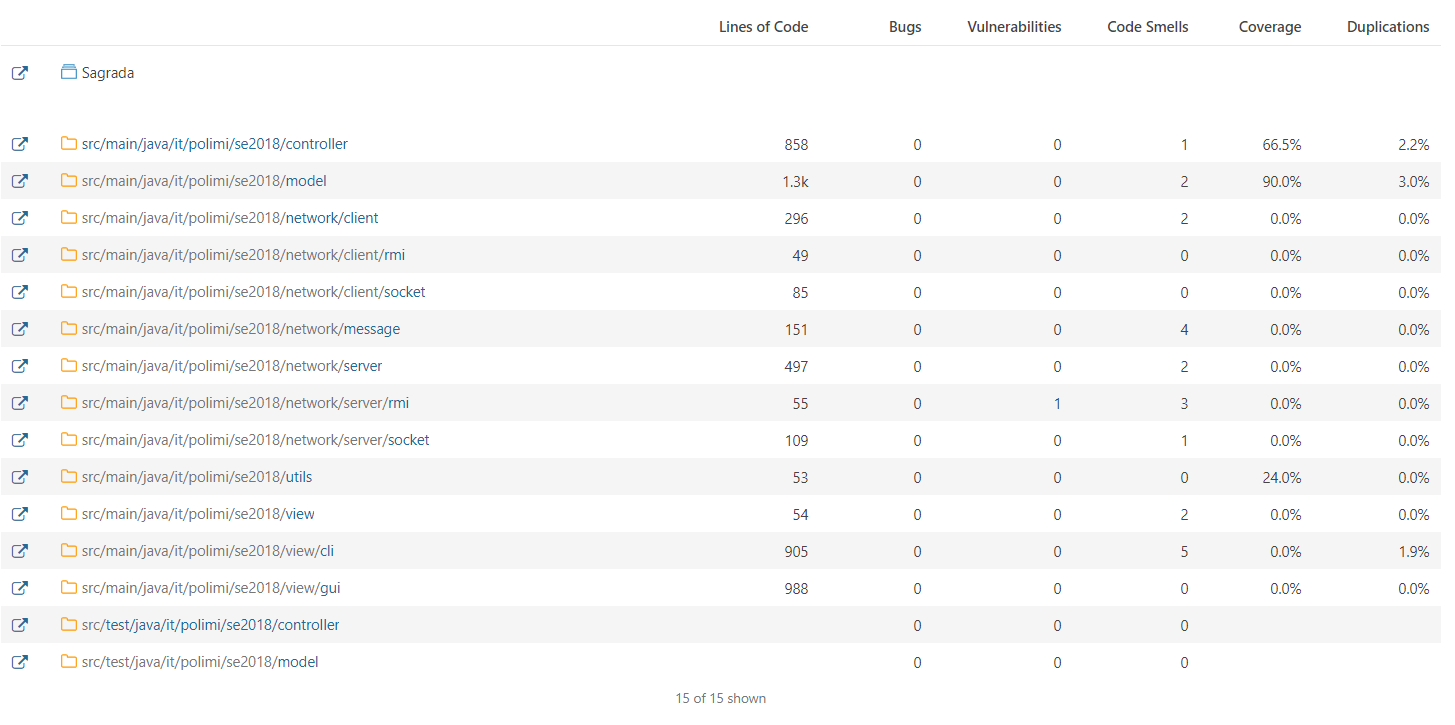 Lines of Code Bugs Vulnerabilities Code Smells Coverage Duplications
Sagrada
src/main/java/it/polimi/se2018/controller 858 0 0 1 66.5% 2.2%
src/main/java/it/polimi/se2018/model 1.3k 0 0 2 90.0% 3.0%
src/main/java/it/polimi/se2018/network/client 296 0 0 2 0.0% 0.0%
src/main/java/it/polimi/se2018/network/client/rmi 49 0 0 0 0.0% 0.0%
src/main/java/it/polimi/se2018/network/client/socket 85 0 0 0 0.0% 0.0%
src/main/java/it/polimi/se2018/network/message 151 0 0 4 0.0% 0.0%
src/main/java/it/polimi/se2018/network/server 497 0 0 2 0.0% 0.0%
src/main/java/it/polimi/se2018/network/server/rmi 55 0 1 3 0.0% 0.0%
src/main/java/it/polimi/se2018/network/server/socket 109 0 0 1 0.0% 0.0%
src/main/java/it/polimi/se2018/utils 53 0 0 0 24.0% 0.0%
src/main/java/it/polimi/se2018/view 54 0 0 2 0.0% 0.0%
src/main/java/it/polimi/se2018/view/cli 905 0 0 5 0.0% 1.9%
src/main/java/it/polimi/se2018/view/gui 988 0 0 0 0.0% 0.0%
src/test/java/it/polimi/se2018/controller 0 0 0
src/test/java/it/polimi/se2018/model 0 0 0
15 of 15 shown